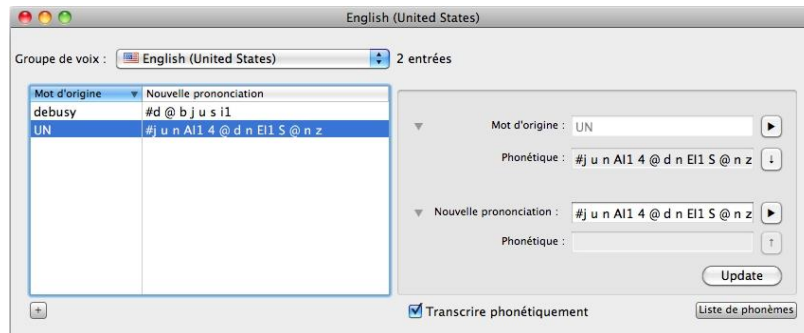 English (United States)
Groupe de voix : English (United States) 2 entrées
Mot d'origine Nouvelle prononciation
debusy #d @ b j u s i1
UN #j u n AI1 4 @ d n EI1 S @ n z
Mot d'origine : UN
Phonétique : #j u n AI1 4 @ d n EI1 S @ n z
Nouvelle prononciation : #j u n AI1 4 @ d n EI1 S @ n z
Phonétique :
Update
+ Transcrire phonétiquement Liste de phonèmes